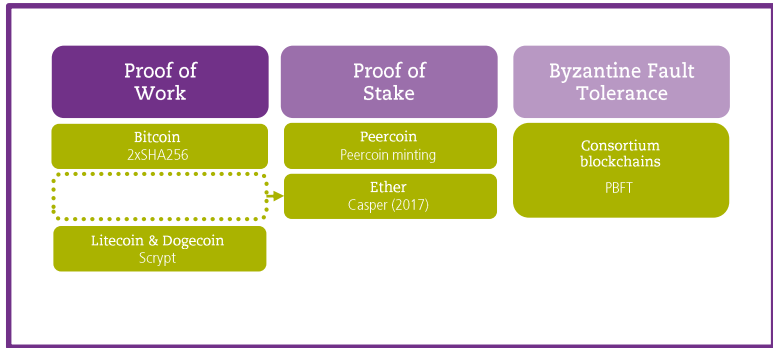 Proof of
Work
Proof of
Stake
Byzantine Fault
Tolerance
Bitcoin
2xSHA256
Peercoin
Peercoin minting
Consortium
blockchains
PBFT
Ether
Casper (2017)
Litecoin & Dogecoin
Scrypt